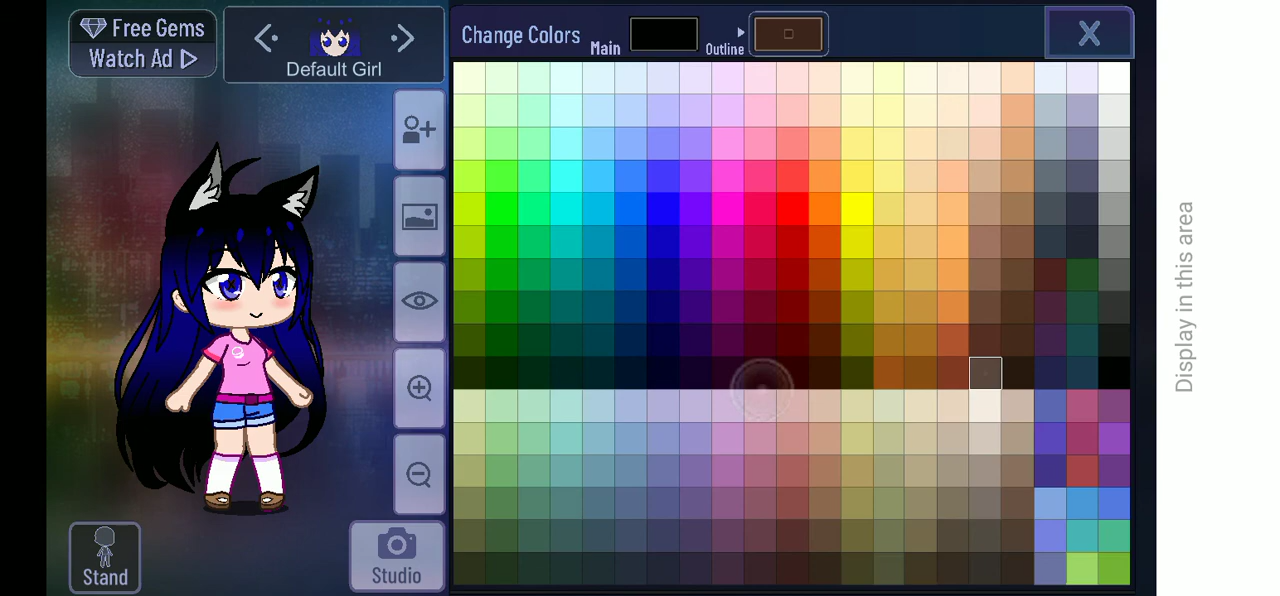 Free Gems
Watch Ad
Default Girl
Change Colors
Main
Outline
X
Stand
Studio
Display in this area